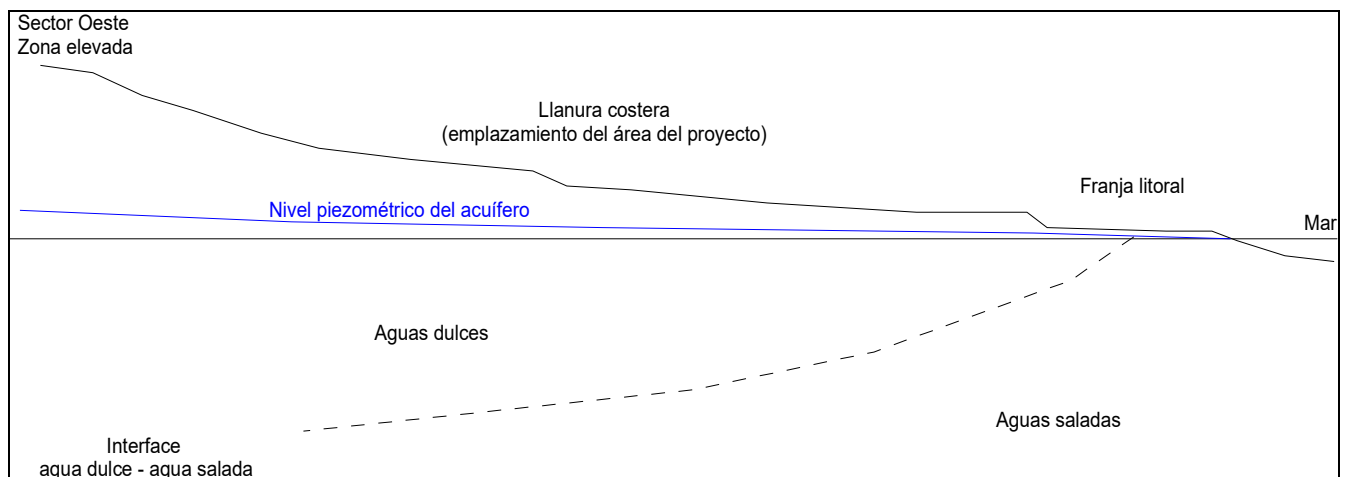 Sector Oeste
Zona elevada
Llanura costera
(emplazamiento del área del proyecto)
Franja litoral
Nivel piezométrico del acuífero
Mar
Aguas dulces
Aguas saladas
Interface
agua dulce - agua salada